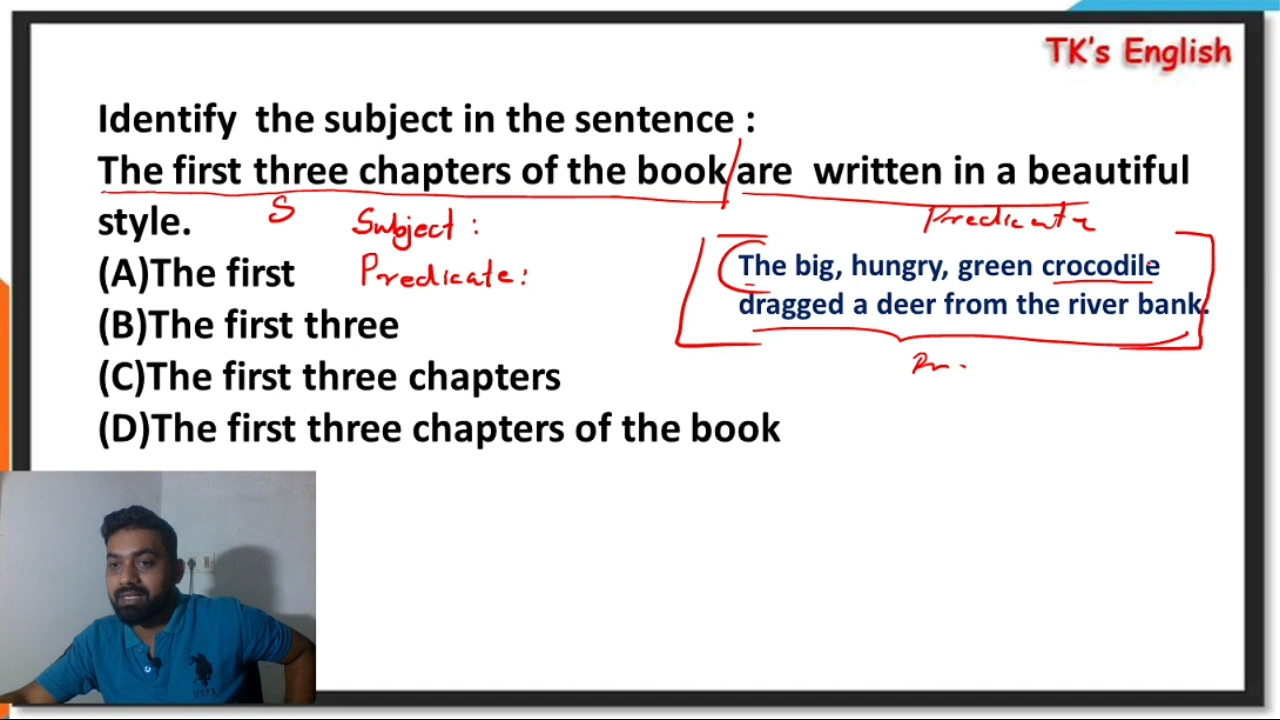 TK's English
Identify the subject in the sentence :
The first three chapters of the book are written in a beautiful
style.
S
Subject :
Predicate
(A)The first
Predicate:
The big, hungry, green crocodile
dragged a deer from the river bank.
(B)The first three
Pr.
(C)The first three chapters
(D)The first three chapters of the book
USPA